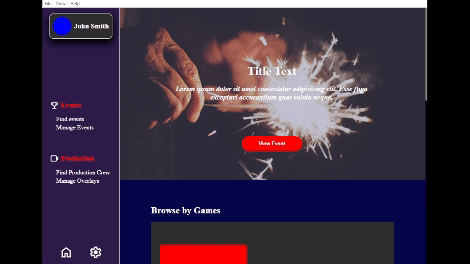 File View Help
John Smith
Events
Find events
Manage Events
Production
Find Production Crew
Manage Overlays
Title Text
Lorem ipsum dolor sit amet consectetur adipisicing elit. Esse fuga
excepturi accusantium quae soluta neque.
View Event
Browse by Games